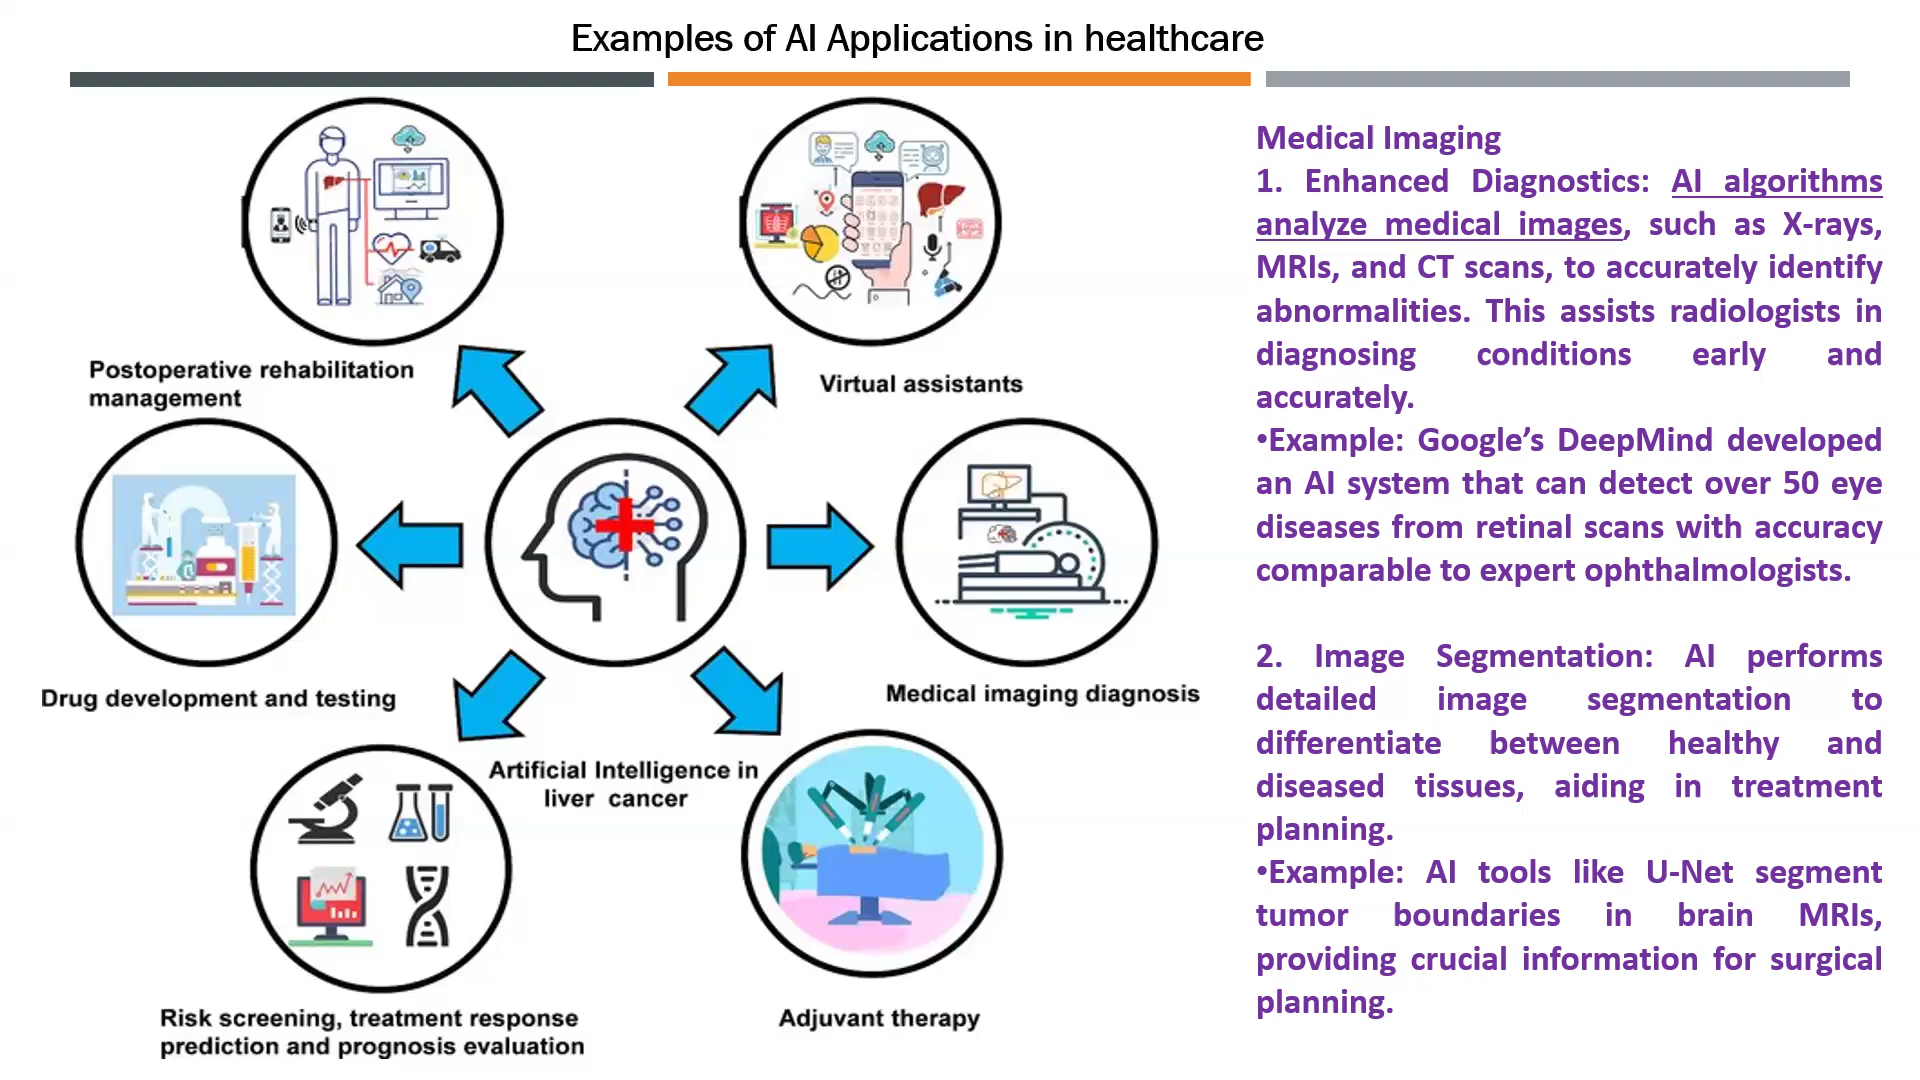 Examples of AI Applications in healthcare
Postoperative rehabilitation
management
Virtual assistants
Drug development and testing
Medical imaging diagnosis
Artificial Intelligence in
liver cancer
Risk screening, treatment response
prediction and prognosis evaluation
Adjuvant therapy
Medical Imaging
1. Enhanced Diagnostics: AI algorithms
analyze medical images, such as X-rays,
MRIs, and CT scans, to accurately identify
abnormalities. This assists radiologists in
diagnosing conditions early and
accurately.
•Example: Google’s DeepMind developed
an AI system that can detect over 50 eye
diseases from retinal scans with accuracy
comparable to expert ophthalmologists.
2. Image Segmentation: AI performs
detailed image segmentation to
differentiate between healthy and
diseased tissues, aiding in treatment
planning.
•Example: AI tools like U-Net segment
tumor boundaries in brain MRIs,
providing crucial information for surgical
planning.